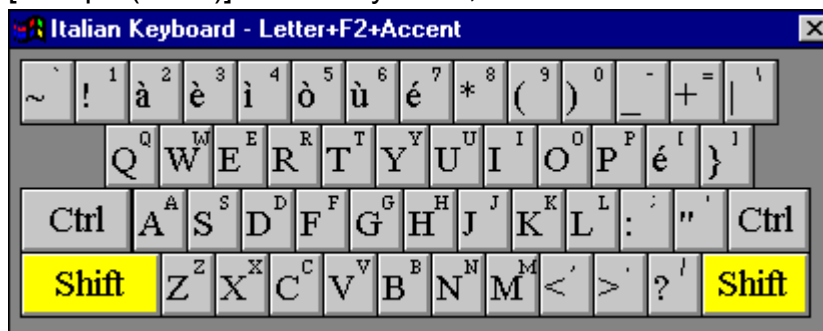 Italian Keyboard - Letter+F2+Accent
~ ` ! 1 à 2 è 3 ì 4 ò 5 ù 6 é 7 * 8 ( 9 ) 0 _ - + = | \
Q Q W W E E R R T T Y Y U U I I O O P P é [ } ]
Ctrl A A S S D D F F G G H H J J K K L L : ; " ' Ctrl
Shift Z Z X X C C V V B B N N M M < , > . ? / Shift